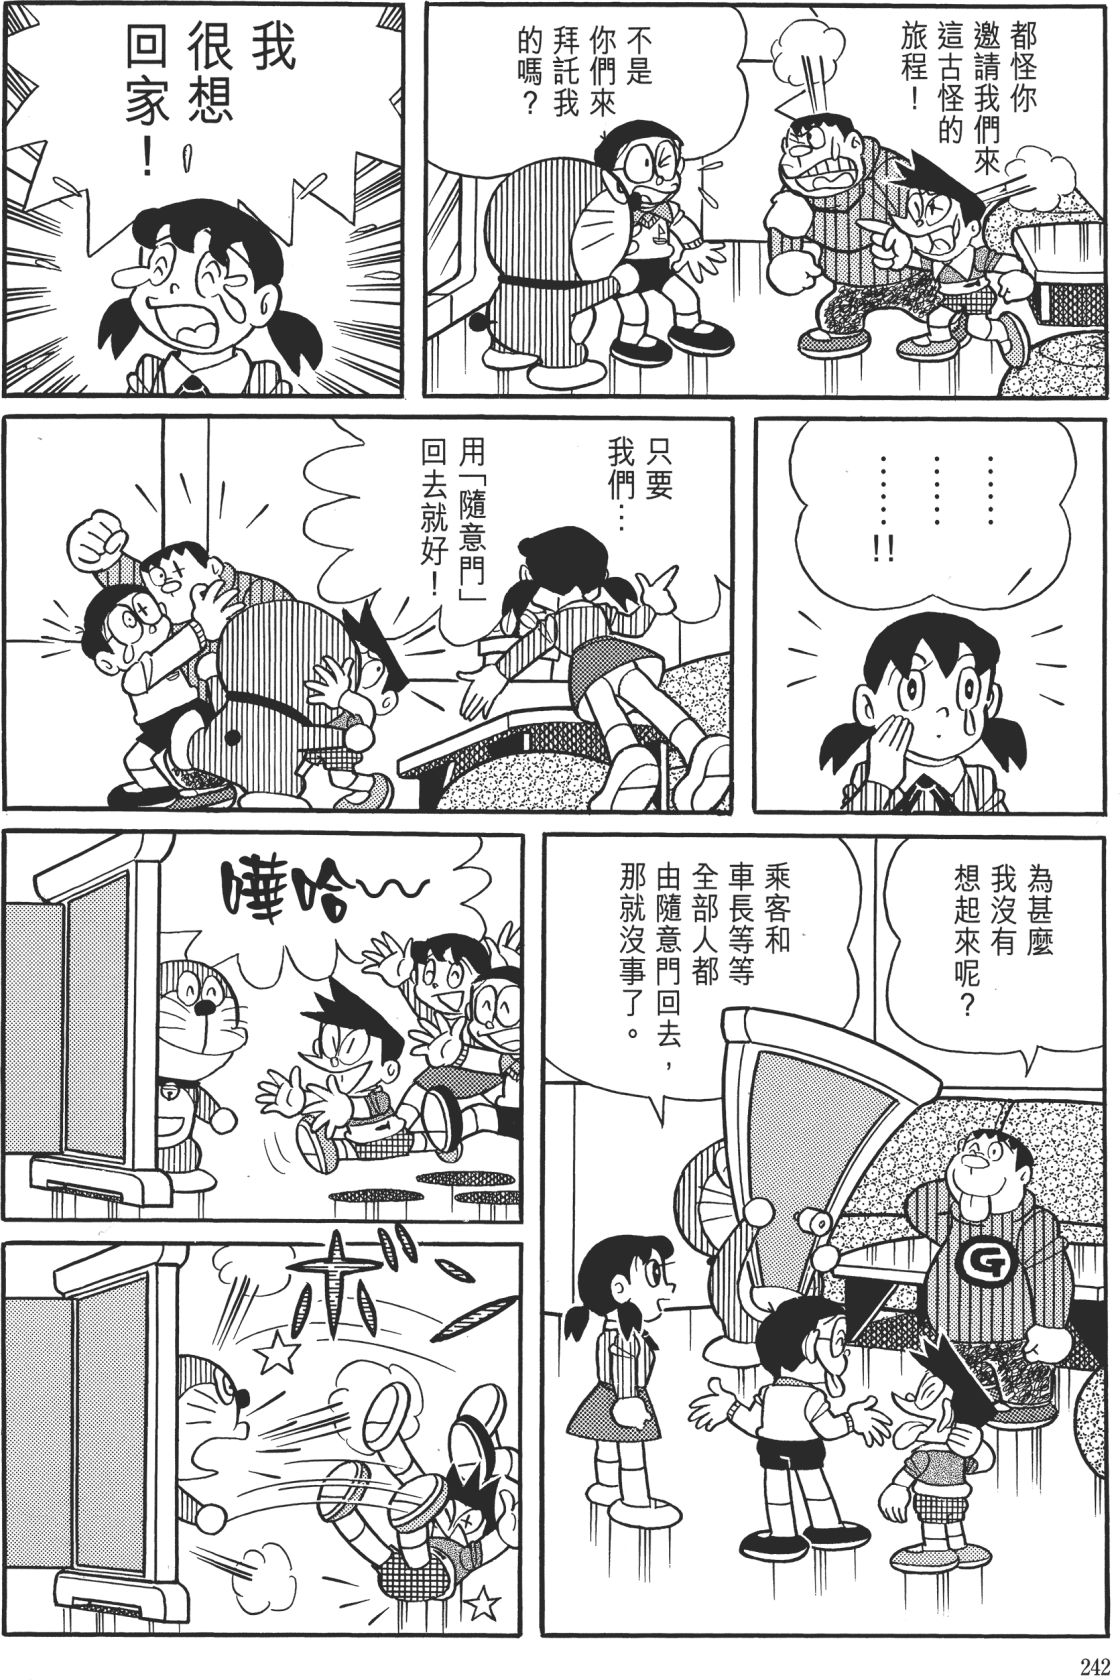 都怪你
邀請我們來
這古怪的
旅程！
不是
你們來
拜託我
的嗎？
我
很想
回家！
………
………
………!!
只要
我們…
用「隨意門」
回去就好！
為甚麼
我沒有
想起來呢？
乘客和
車長等等
全部人都
由隨意門回去，
那就沒事了。
G
嘩哈～
242